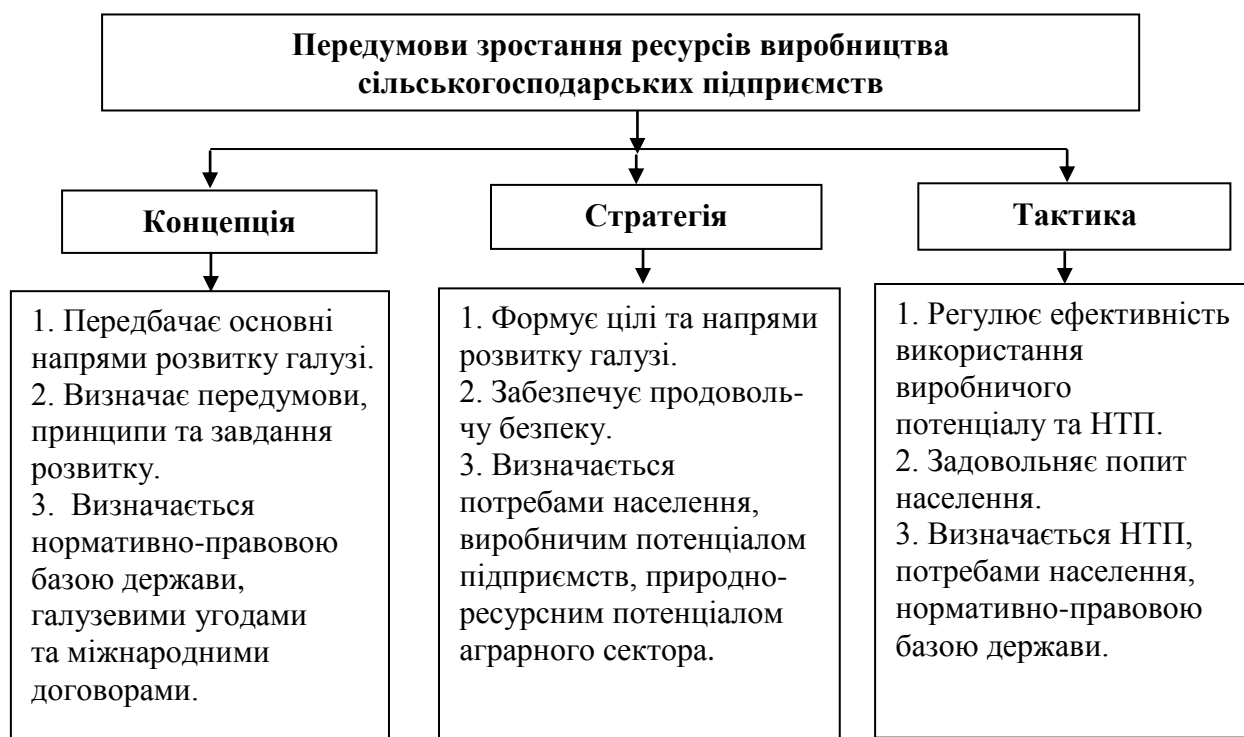 Передумови зростання ресурсів виробництва
сільськогосподарських підприємств
Концепція
1. Передбачає основні
напрями розвитку галузі.
2. Визначає передумови,
принципи та завдання
розвитку.
3. Визначається
нормативно-правовою
базою держави,
галузевими угодами
та міжнародними
договорами.
Стратегія
1. Формує цілі та напрями
розвитку галузі.
2. Забезпечує продоволь-
чу безпеку.
3. Визначається
потребами населення,
виробничим потенціалом
підприємств, природно-
ресурсним потенціалом
аграрного сектора.
Тактика
1. Регулює ефективність
використання
виробничого
потенціалу та НТП.
2. Задовольняє попит
населення.
3. Визначається НТП,
потребами населення,
нормативно-правовою
базою держави.